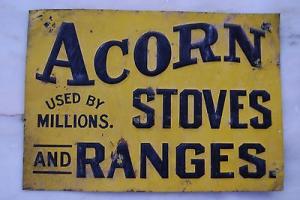 ACORN
USED BY
MILLIONS.
STOVES
AND RANGES.